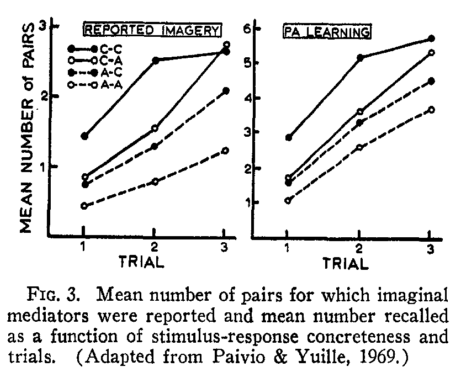 REPORTED IMAGERY
PA LEARNING
MEAN NUMBER of PAIRS
3
2
1
C-C
C-A
A-C
A-A
1 2 3
TRIAL
6
5
4
3
2
1
1 2 3
TRIAL
FIG. 3. Mean number of pairs for which imaginal
mediators were reported and mean number recalled
as a function of stimulus-response concreteness and
trials. (Adapted from Paivio & Yuille, 1969.)